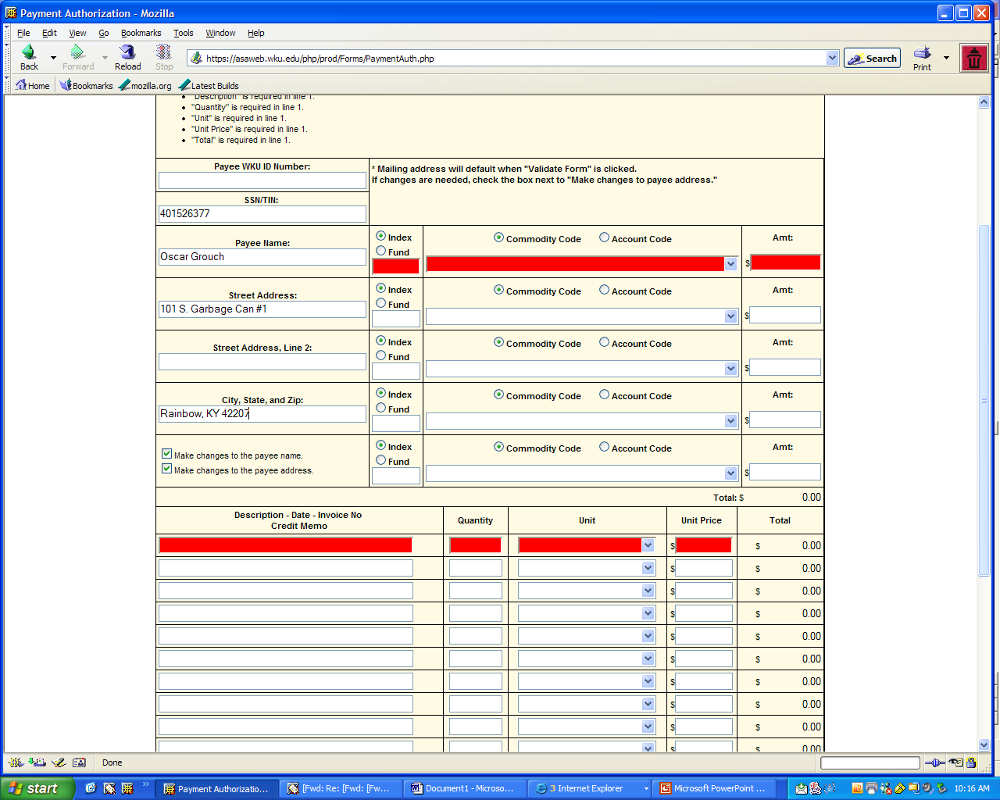 Payment Authorization - Mozilla
File Edit View Go Bookmarks Tools Window Help
Back Forward Reload Stop https://asaweb.wku.edu/php/prod/Forms/PaymentAuth.php Search Print
Home Bookmarks mozilla.org Latest Builds
"Description" is required in line 1.
"Quantity" is required in line 1.
"Unit" is required in line 1.
"Unit Price" is required in line 1.
"Total" is required in line 1.
Payee WKU ID Number:
* Mailing address will default when "Validate Form" is clicked.
If changes are needed, check the box next to "Make changes to payee address."
SSN/TIN:
401526377
Payee Name:
Oscar Grouch
Index Commodity Code Account Code Amt:
Fund
$
Street Address:
101 S. Garbage Can #1
Index Commodity Code Account Code Amt:
Fund
$
Street Address, Line 2:
Index Commodity Code Account Code Amt:
Fund
$
City, State, and Zip:
Rainbow, KY 42207
Index Commodity Code Account Code Amt:
Fund
$
Make changes to the payee name.
Make changes to the payee address.
Index Commodity Code Account Code Amt:
Fund
$
Total: $ 0.00
Description - Date - Invoice No
Credit Memo
Quantity Unit Unit Price Total
$ $ 0.00
$ $ 0.00
$ $ 0.00
$ $ 0.00
$ $ 0.00
$ $ 0.00
$ $ 0.00
$ $ 0.00
$ $ 0.00
$ $ 0.00
Done
start Payment Authorizatio... [Fwd: Re: [Fwd: [Fw... Document1 - Microso... 3 Internet Explorer Microsoft PowerPoint ... 10:16 AM